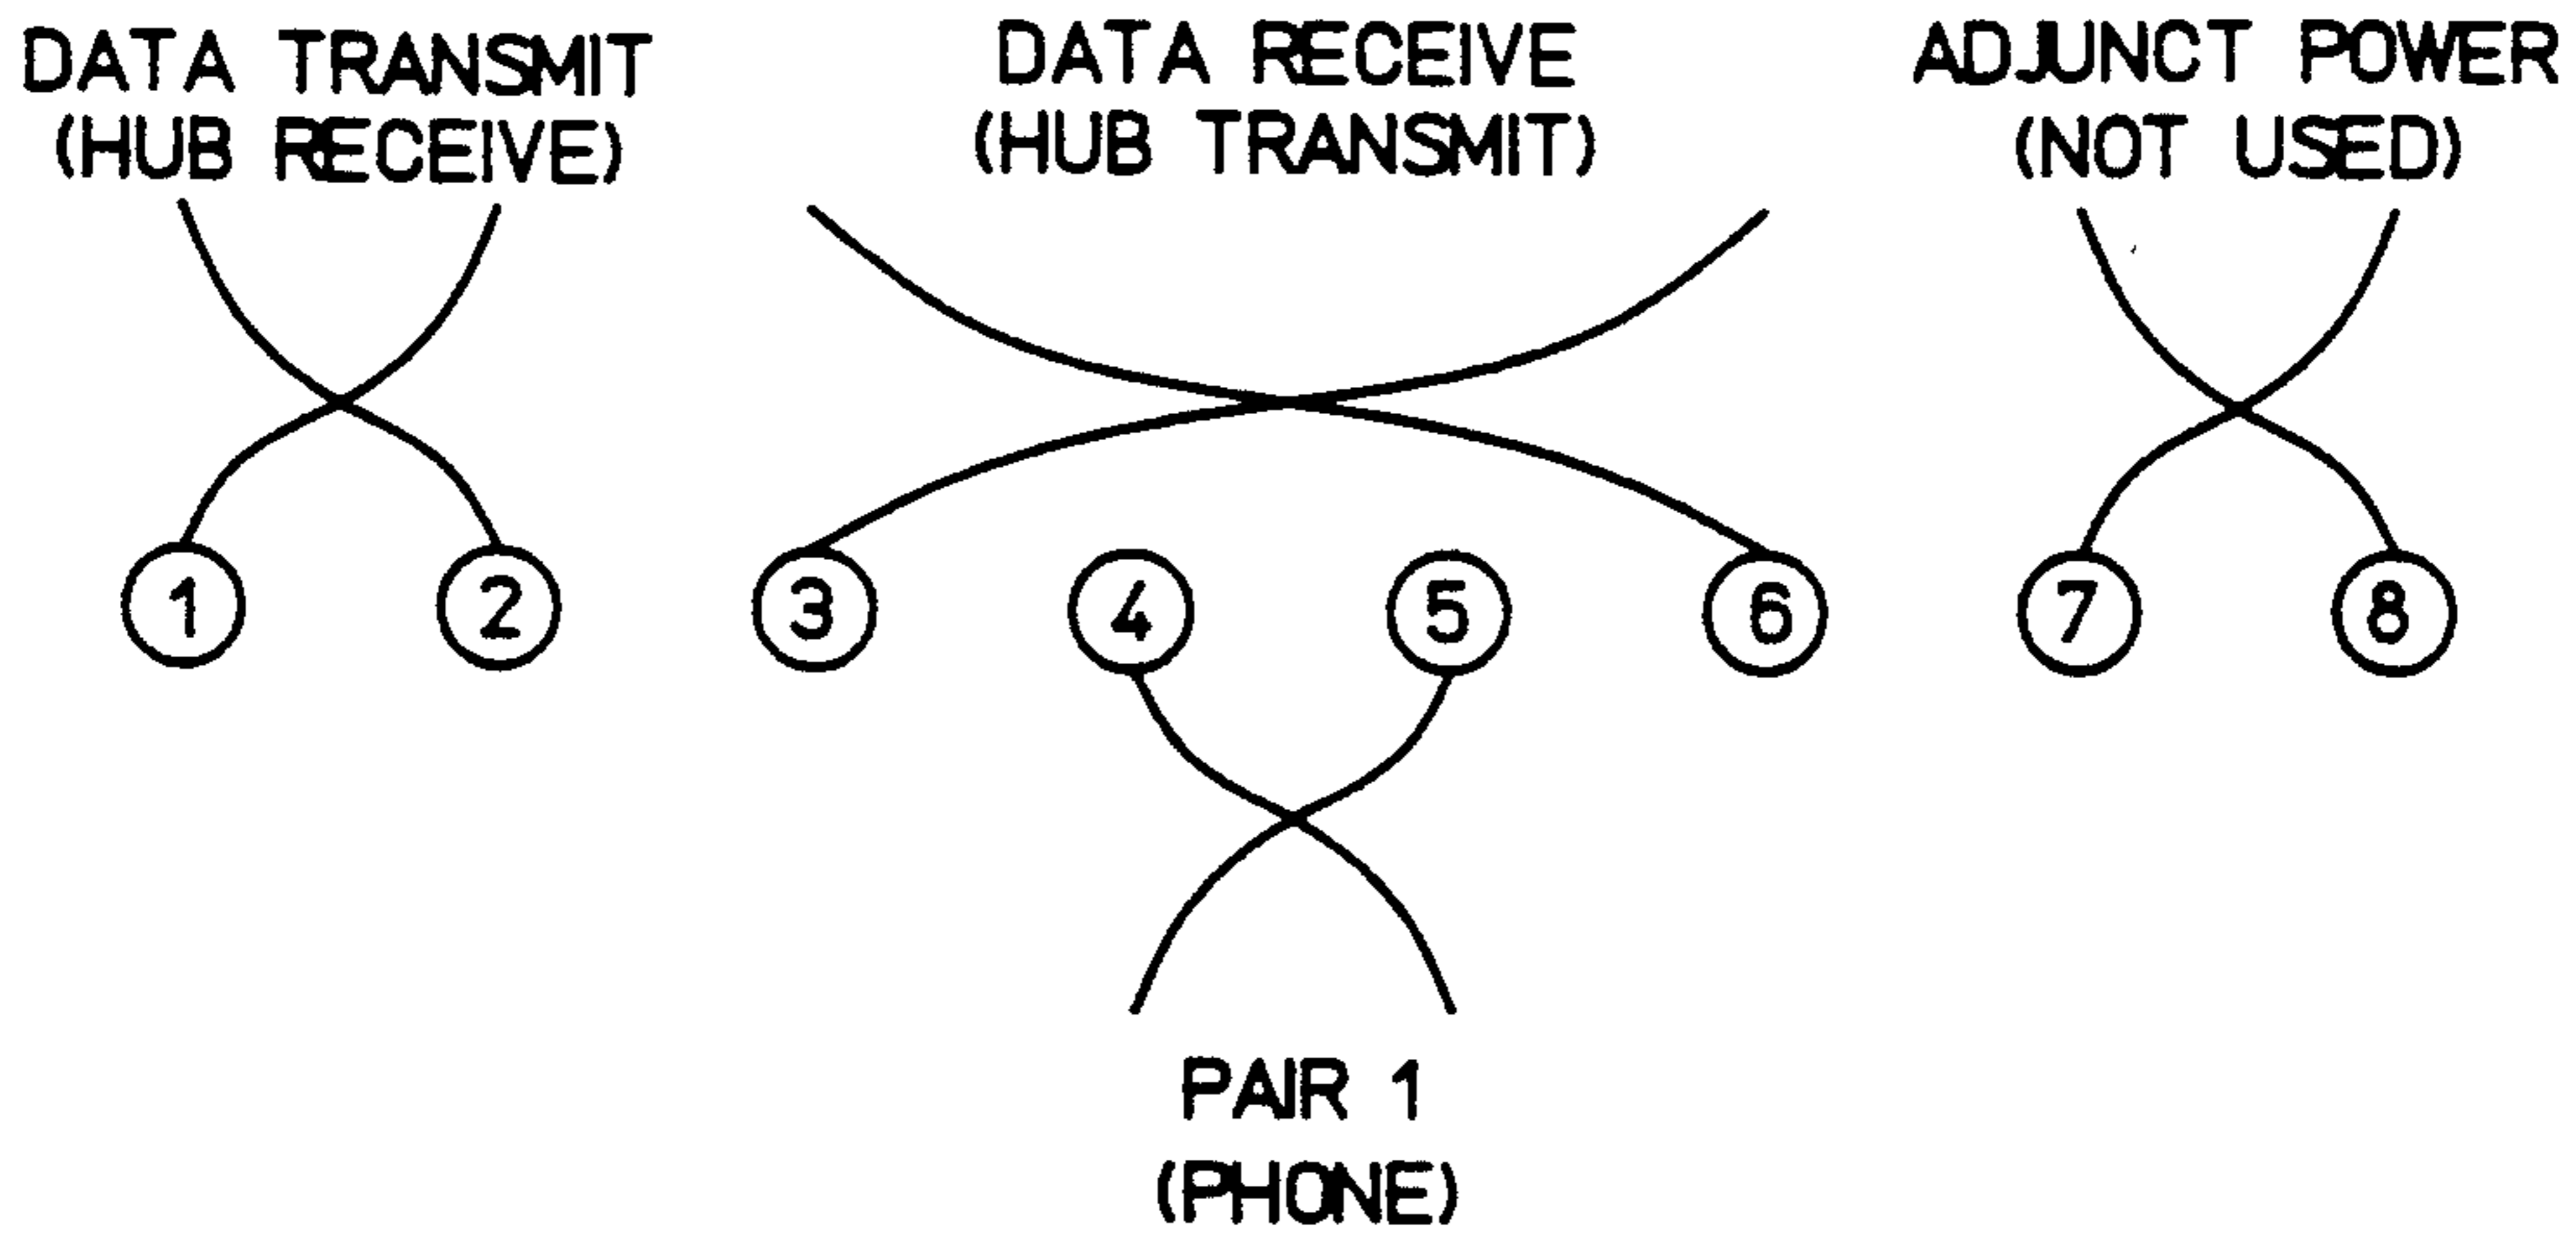 DATA TRANSMIT
(HUB RECEIVE)
DATA RECEIVE
(HUB TRANSMIT)
ADJUNCT POWER
(NOT USED)
1 2 3 4 5 6 7 8
PAIR 1
(PHONE)